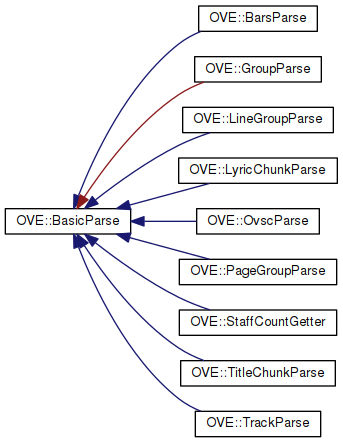 OVE::BarsParse
OVE::GroupParse
OVE::LineGroupParse
OVE::LyricChunkParse
OVE::BasicParse
OVE::OvscParse
OVE::PageGroupParse
OVE::StaffCountGetter
OVE::TitleChunkParse
OVE::TrackParse